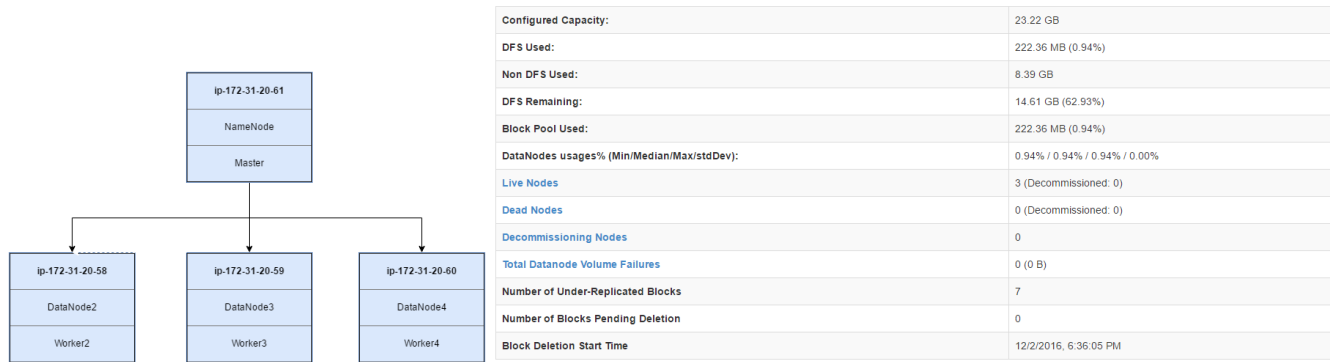 ip-172-31-20-61
NameNode
Master
ip-172-31-20-58
DataNode2
Worker2
ip-172-31-20-59
DataNode3
Worker3
ip-172-31-20-60
DataNode4
Worker4
Configured Capacity: 23.22 GB
DFS Used: 222.36 MB (0.94%)
Non DFS Used: 8.39 GB
DFS Remaining: 14.61 GB (62.93%)
Block Pool Used: 222.36 MB (0.94%)
DataNodes usages% (Min/Median/Max/stdDev): 0.94% / 0.94% / 0.94% / 0.00%
Live Nodes 3 (Decommissioned: 0)
Dead Nodes 0 (Decommissioned: 0)
Decommissioning Nodes 0
Total Datanode Volume Failures 0 (0 B)
Number of Under-Replicated Blocks 7
Number of Blocks Pending Deletion 0
Block Deletion Start Time 12/2/2016, 6:36:05 PM